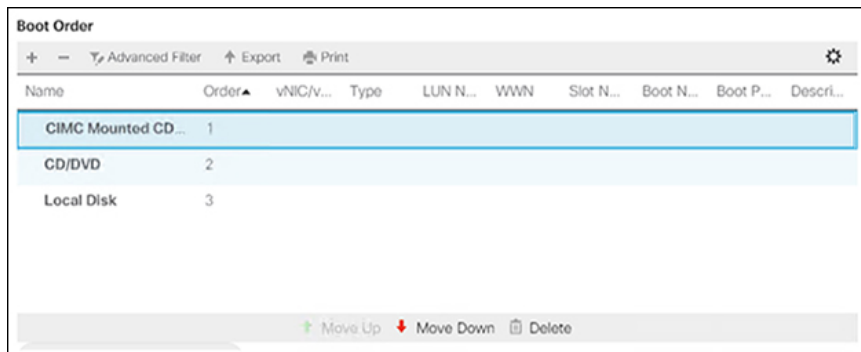 Boot Order
+ − Advanced Filter Export Print
Name Order vNIC/v... Type LUN N... WWN Slot N... Boot N... Boot P... Descri...
CIMC Mounted CD... 1
CD/DVD 2
Local Disk 3
Move Up Move Down Delete